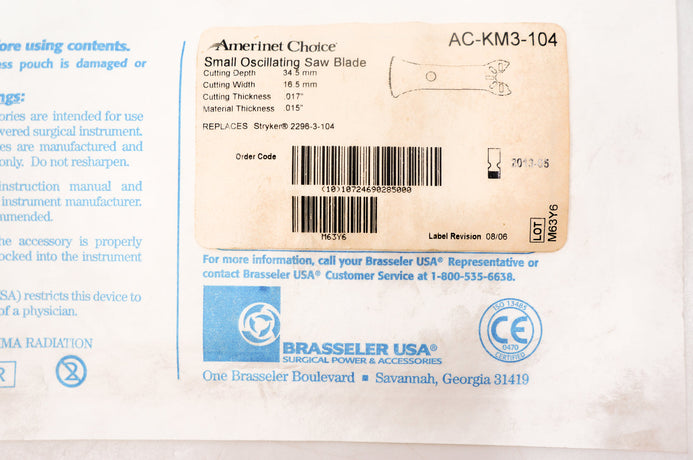 fore using contents.
ess pouch is damaged or
ngs:
ories are intended for use
wered surgical instrument.
es are manufactured and
only. Do not resharpen.
instruction manual and
instrument manufacturer.
mmended.
he accessory is properly
ocked into the instrument
SA) restricts this device to
of a physician.
MA RADIATION
R
2
Amerinet Choice
AC-KM3-104
Small Oscillating Saw Blade
Cutting Depth 34.5 mm
Cutting Width 16.5 mm
Cutting Thickness .017"
Material Thickness .015"
REPLACES Stryker® 2296-3-104
Order Code
(10)10724690285000
M63Y6
Label Revision 08/06
LOT M63Y6
For more information, call your Brasseler USA® Representative or
contact Brasseler USA® Customer Service at 1-800-535-6638.
BRASSELER USA®
SURGICAL POWER & ACCESSORIES
One Brasseler Boulevard ■ Savannah, Georgia 31419
ISO 13485
CE
0470
CERTIFIED